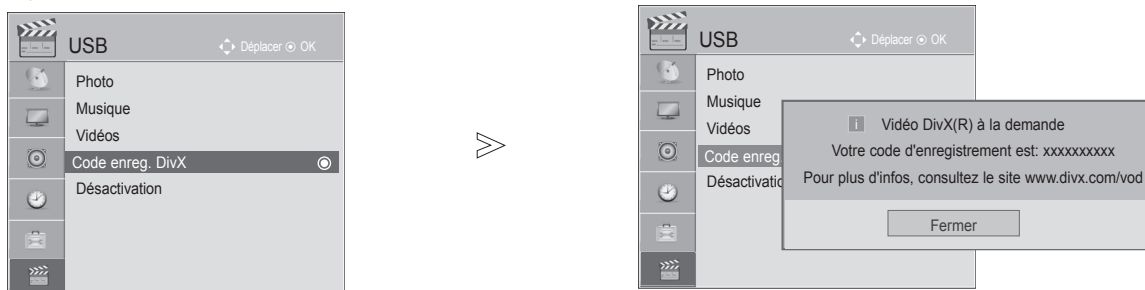 USB
Déplacer OK
Photo
Musique
Vidéos
Code enreg. DivX
Désactivation
USB
Déplacer OK
Photo
Musique
Vidéos
Code enreg
Désactivatio
i Vidéo DivX(R) à la demande
Votre code d'enregistrement est: xxxxxxxxxx
Pour plus d'infos, consultez le site www.divx.com/vod
Fermer